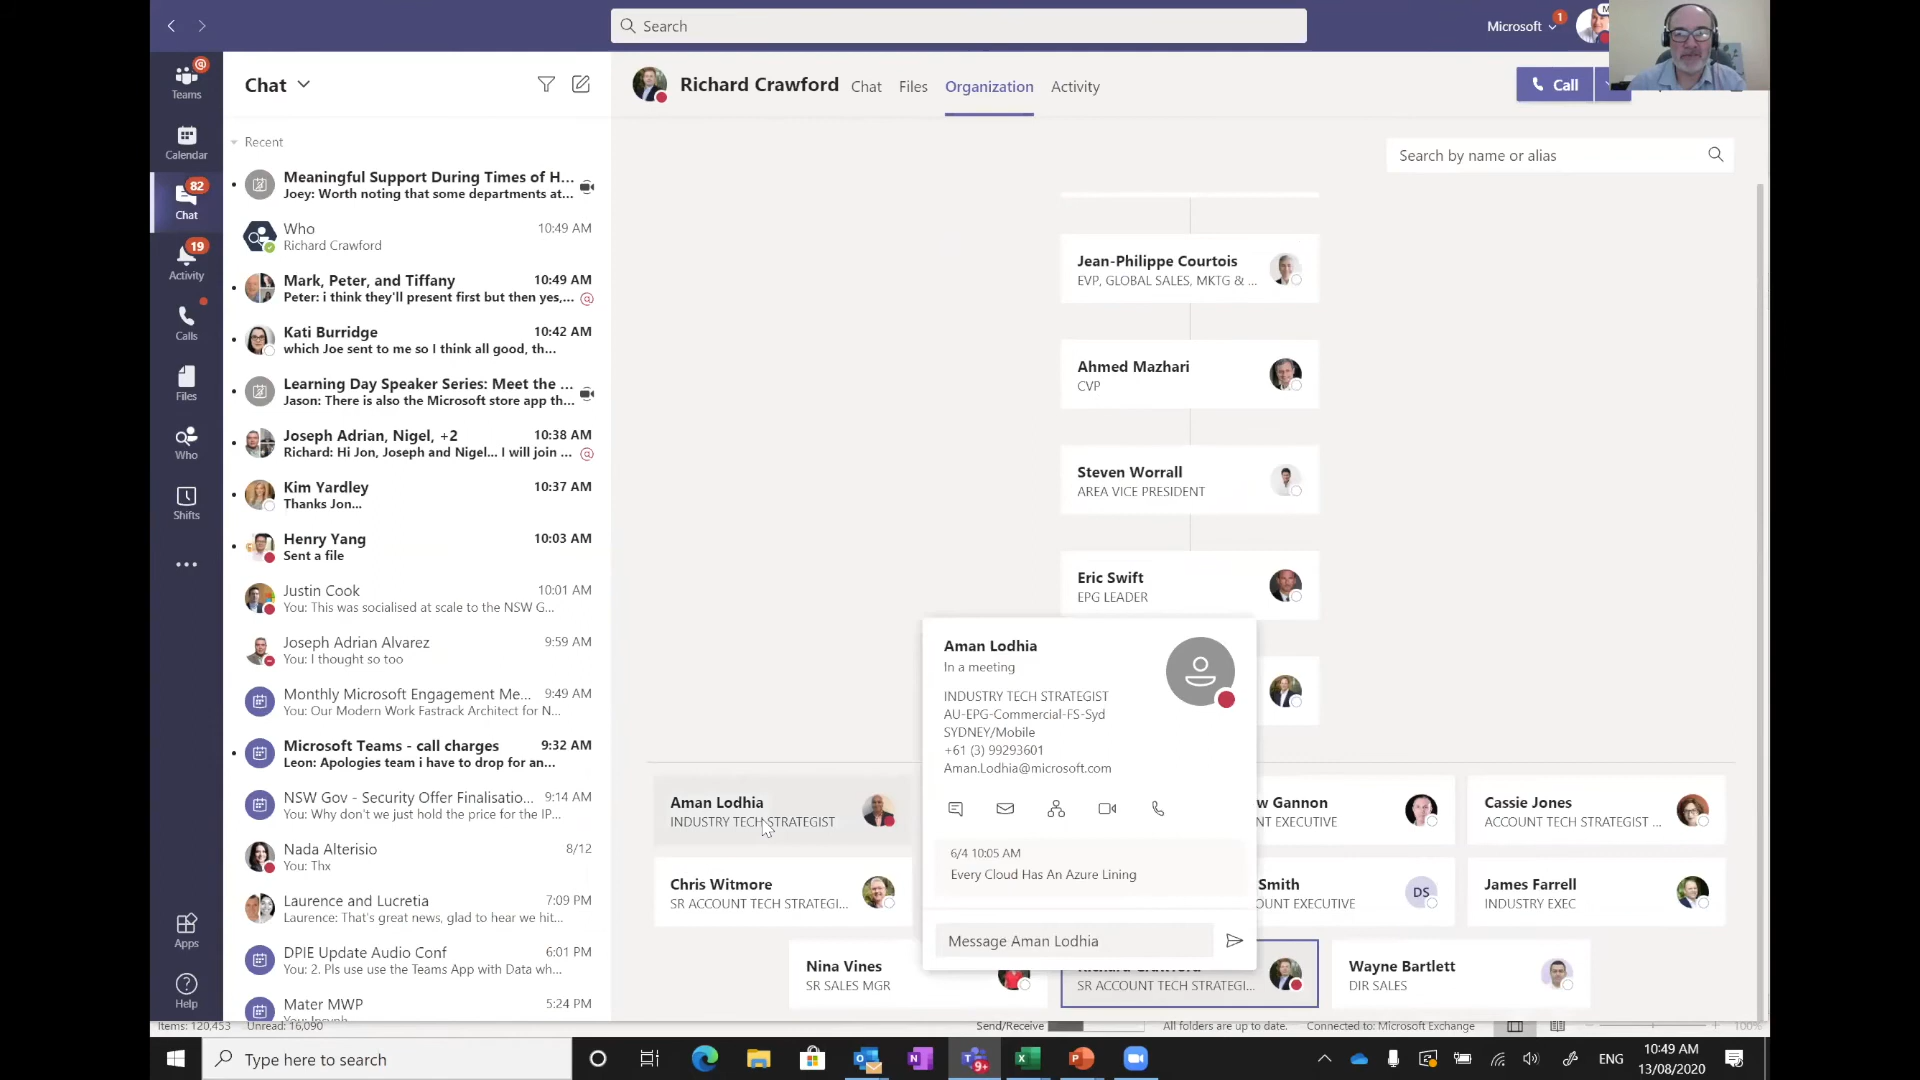 Search
Microsoft
1
Teams
Calendar
82
Chat
19
Activity
Calls
Files
Who
Shifts
Apps
Help
Chat
Recent
Meaningful Support During Times of H...
Joey: Worth noting that some departments at...
Who 10:49 AM
Richard Crawford
Mark, Peter, and Tiffany 10:49 AM
Peter: i think they'll present first but then yes,...
Kati Burridge 10:42 AM
which Joe sent to me so I think all good, th...
Learning Day Speaker Series: Meet the ...
Jason: There is also the Microsoft store app th...
Joseph Adrian, Nigel, +2 10:38 AM
Richard: Hi Jon, Joseph and Nigel... I will join ...
Kim Yardley 10:37 AM
Thanks Jon...
Henry Yang 10:03 AM
Sent a file
Justin Cook 10:01 AM
You: This was socialised at scale to the NSW G...
Joseph Adrian Alvarez 9:59 AM
You: I thought so too
Monthly Microsoft Engagement Me... 9:49 AM
You: Our Modern Work Fastrack Architect for N...
Microsoft Teams - call charges 9:32 AM
Leon: Apologies team i have to drop for an...
NSW Gov - Security Offer Finalisatio... 9:14 AM
You: Why don't we just hold the price for the IP...
Nada Alterisio 8/12
You: Thx
Laurence and Lucretia 7:09 PM
Laurence: That's great news, glad to hear we hit...
DPIE Update Audio Conf 6:01 PM
You: 2. Pls use use the Teams App with Data wh...
Mater MWP 5:24 PM
Richard Crawford Chat Files Organization Activity
Call
Search by name or alias
Jean-Philippe Courtois
EVP, GLOBAL SALES, MKTG & ...
Ahmed Mazhari
CVP
Steven Worrall
AREA VICE PRESIDENT
Eric Swift
EPG LEADER
Aman Lodhia
In a meeting
INDUSTRY TECH STRATEGIST
AU-EPG-Commercial-FS-Syd
SYDNEY/Mobile
+61 (3) 99293601
Aman.Lodhia@microsoft.com
6/4 10:05 AM
Every Cloud Has An Azure Lining
Message Aman Lodhia
Aman Lodhia
INDUSTRY TECH STRATEGIST
w Gannon
NT EXECUTIVE
Cassie Jones
ACCOUNT TECH STRATEGIST ...
Chris Witmore
SR ACCOUNT TECH STRATEGI...
Smith
OUNT EXECUTIVE
DS
James Farrell
INDUSTRY EXEC
Nina Vines
SR SALES MGR
SR ACCOUNT TECH STRATEGI...
Wayne Bartlett
DIR SALES
Items: 120,453 Unread: 16,090 Send/Receive All folders are up to date. Connected to: Microsoft Exchange 100%
Type here to search
9+
ENG
10:49 AM
13/08/2020